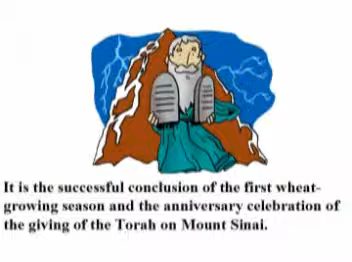 It is the successful conclusion of the first wheat-
growing season and the anniversary celebration of
the giving of the Torah on Mount Sinai.